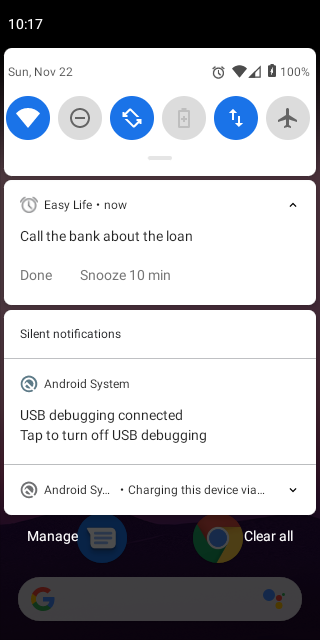 10:17
Sun, Nov 22
100%
Easy Life • now
Call the bank about the loan
Done Snooze 10 min
Silent notifications
Android System
USB debugging connected
Tap to turn off USB debugging
Android Sy… • Charging this device via…
Manage Clear all